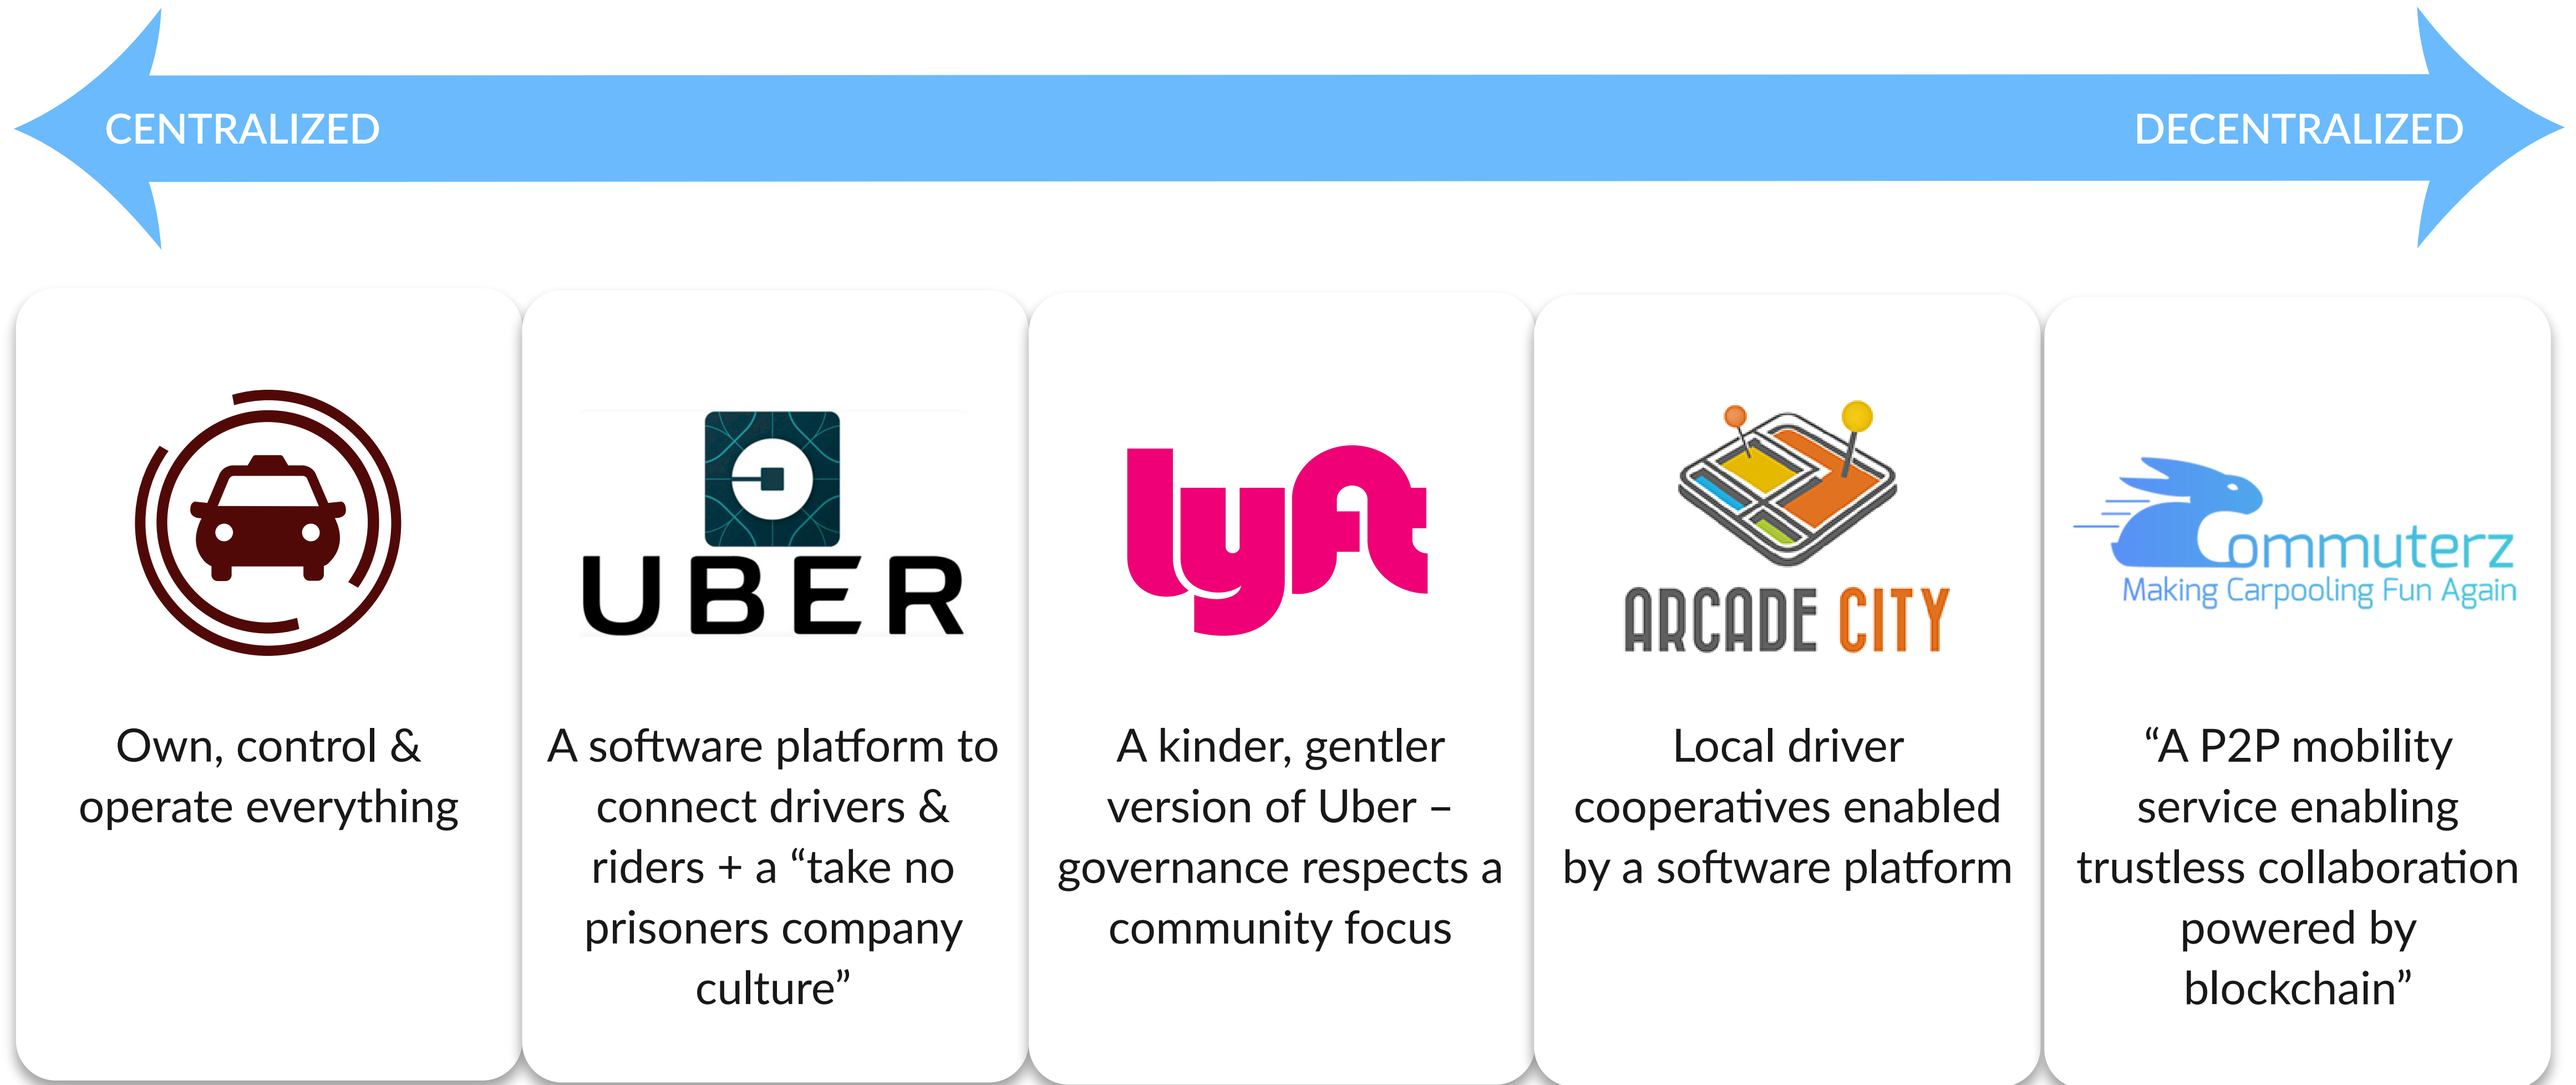 CENTRALIZED
DECENTRALIZED
Own, control &
operate everything
UBER
A software platform to
connect drivers &
riders + a “take no
prisoners company
culture”
lyft
A kinder, gentler
version of Uber –
governance respects a
community focus
ARCADE CITY
Local driver
cooperatives enabled
by a software platform
Commuterz
Making Carpooling Fun Again
“A P2P mobility
service enabling
trustless collaboration
powered by
blockchain”